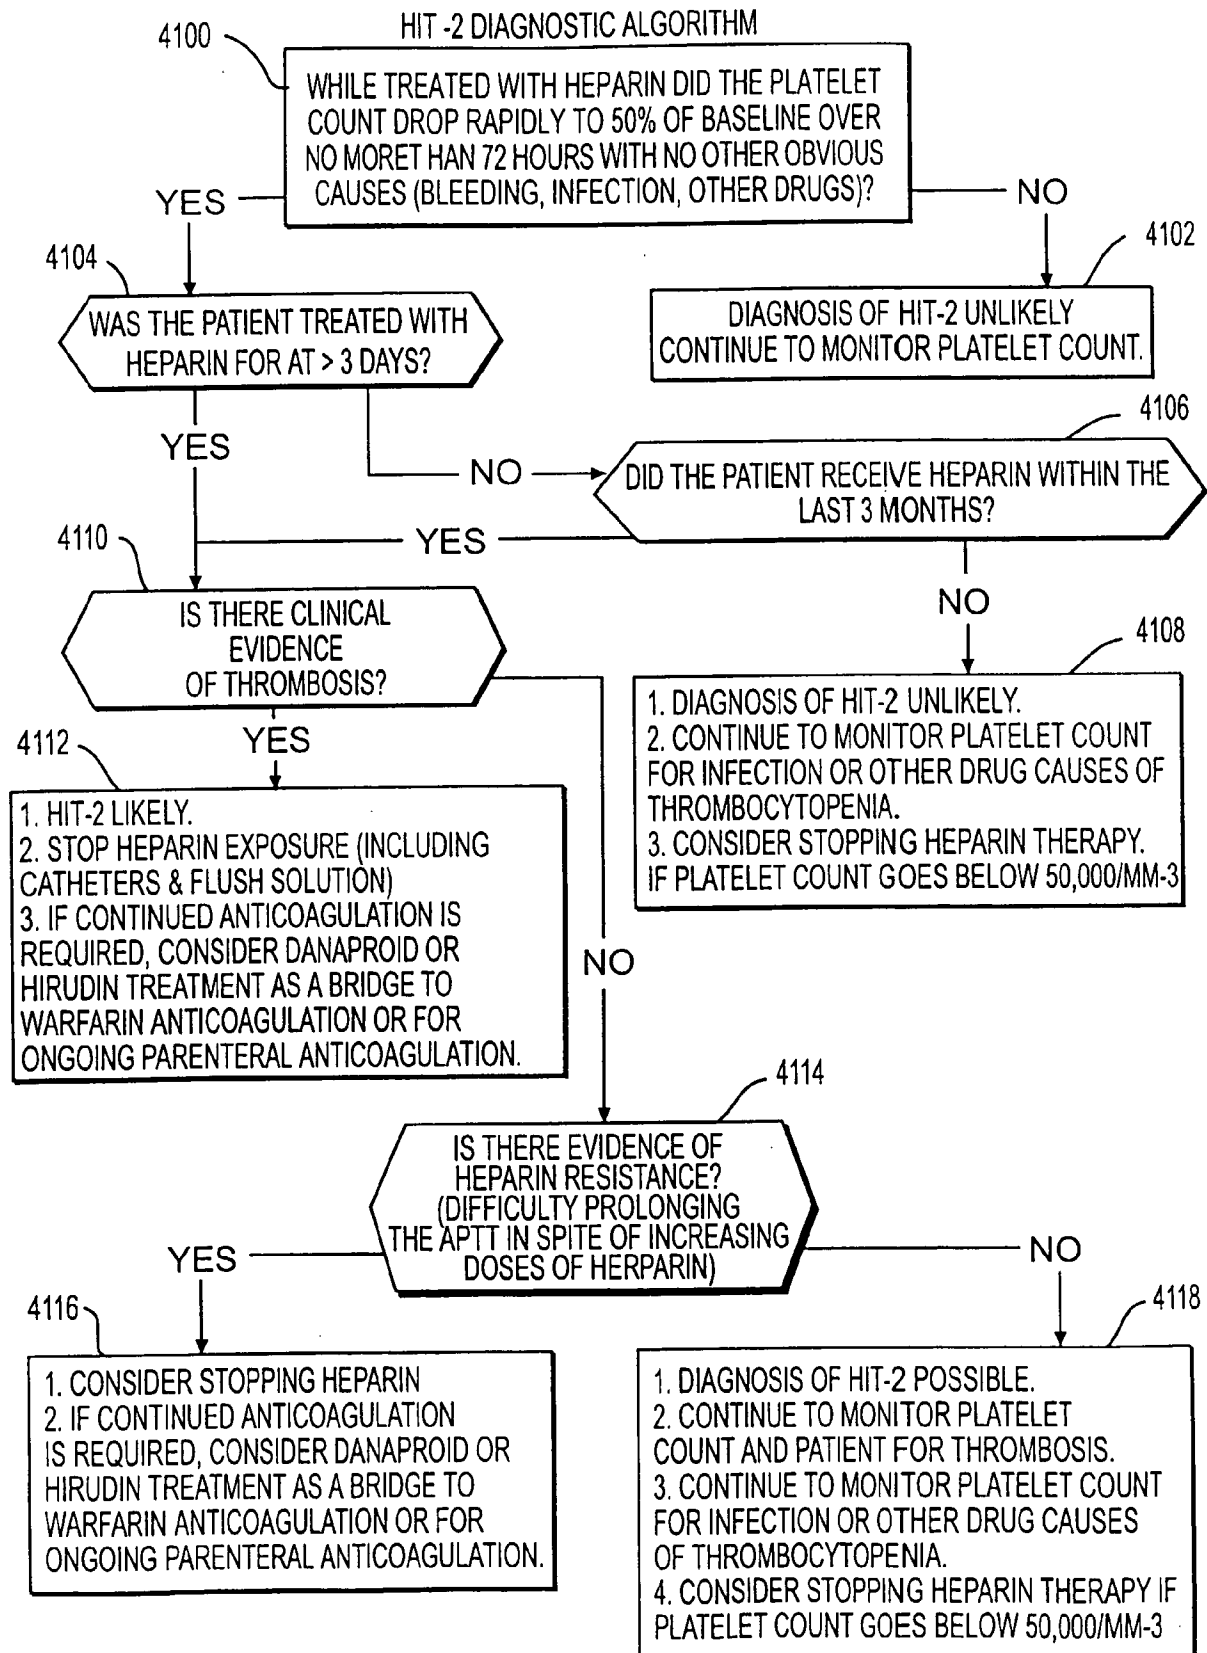 HIT -2 DIAGNOSTIC ALGORITHM
4100
WHILE TREATED WITH HEPARIN DID THE PLATELET
COUNT DROP RAPIDLY TO 50% OF BASELINE OVER
NO MORET HAN 72 HOURS WITH NO OTHER OBVIOUS
CAUSES (BLEEDING, INFECTION, OTHER DRUGS)?
YES
NO
4104
WAS THE PATIENT TREATED WITH
HEPARIN FOR AT > 3 DAYS?
4102
DIAGNOSIS OF HIT-2 UNLIKELY
CONTINUE TO MONITOR PLATELET COUNT.
YES
NO
4106
DID THE PATIENT RECEIVE HEPARIN WITHIN THE
LAST 3 MONTHS?
YES
NO
4110
IS THERE CLINICAL
EVIDENCE
OF THROMBOSIS?
4108
1. DIAGNOSIS OF HIT-2 UNLIKELY.
2. CONTINUE TO MONITOR PLATELET COUNT
FOR INFECTION OR OTHER DRUG CAUSES OF
THROMBOCYTOPENIA.
3. CONSIDER STOPPING HEPARIN THERAPY.
IF PLATELET COUNT GOES BELOW 50,000/MM-3
YES
4112
1. HIT-2 LIKELY.
2. STOP HEPARIN EXPOSURE (INCLUDING
CATHETERS & FLUSH SOLUTION)
3. IF CONTINUED ANTICOAGULATION IS
REQUIRED, CONSIDER DANAPROID OR
HIRUDIN TREATMENT AS A BRIDGE TO
WARFARIN ANTICOAGULATION OR FOR
ONGOING PARENTERAL ANTICOAGULATION.
NO
4114
IS THERE EVIDENCE OF
HEPARIN RESISTANCE?
(DIFFICULTY PROLONGING
THE APTT IN SPITE OF INCREASING
DOSES OF HERPARIN)
YES
NO
4116
1. CONSIDER STOPPING HEPARIN
2. IF CONTINUED ANTICOAGULATION
IS REQUIRED, CONSIDER DANAPROID OR
HIRUDIN TREATMENT AS A BRIDGE TO
WARFARIN ANTICOAGULATION OR FOR
ONGOING PARENTERAL ANTICOAGULATION.
4118
1. DIAGNOSIS OF HIT-2 POSSIBLE.
2. CONTINUE TO MONITOR PLATELET
COUNT AND PATIENT FOR THROMBOSIS.
3. CONTINUE TO MONITOR PLATELET COUNT
FOR INFECTION OR OTHER DRUG CAUSES
OF THROMBOCYTOPENIA.
4. CONSIDER STOPPING HEPARIN THERAPY IF
PLATELET COUNT GOES BELOW 50,000/MM-3